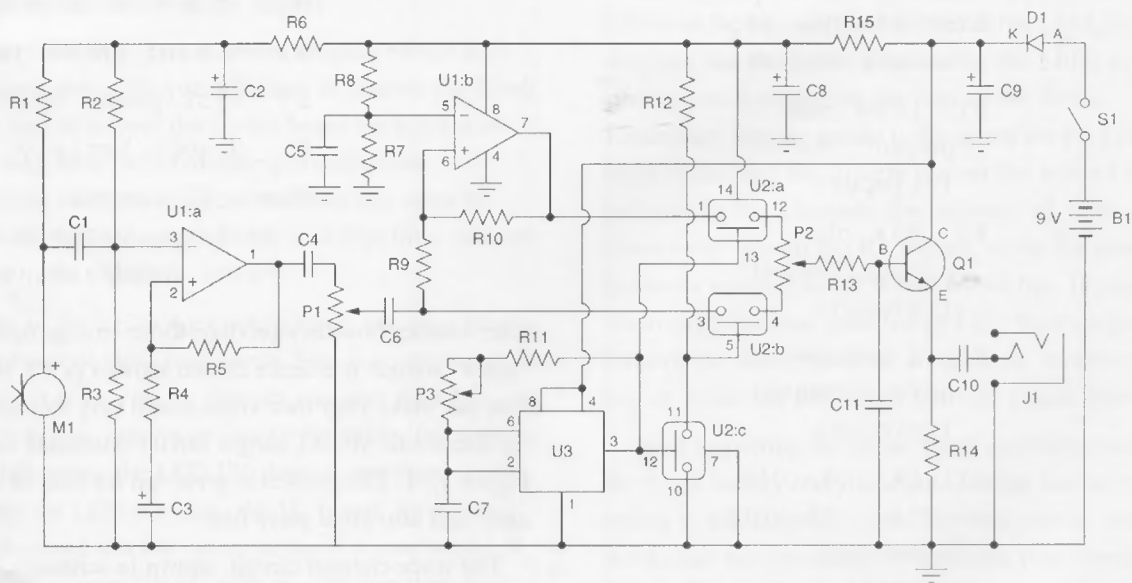 R6
R15
D1
K A
R1
R2
C2
R8
U1:b
5
8
7
6
4
C5
R7
R12
C8
C9
S1
14
U2:a
1
12
13
P2
R10
C1
U1:a
3
1
2
C4
R9
P1
C6
R5
R3
R4
M1
C3
R11
P3
8
4
6
2
3
U3
1
C7
3
4
5
U2:b
11
U2:c
12
7
10
R13
B
C
Q1
E
9 V
B1
C10
J1
C11
R14